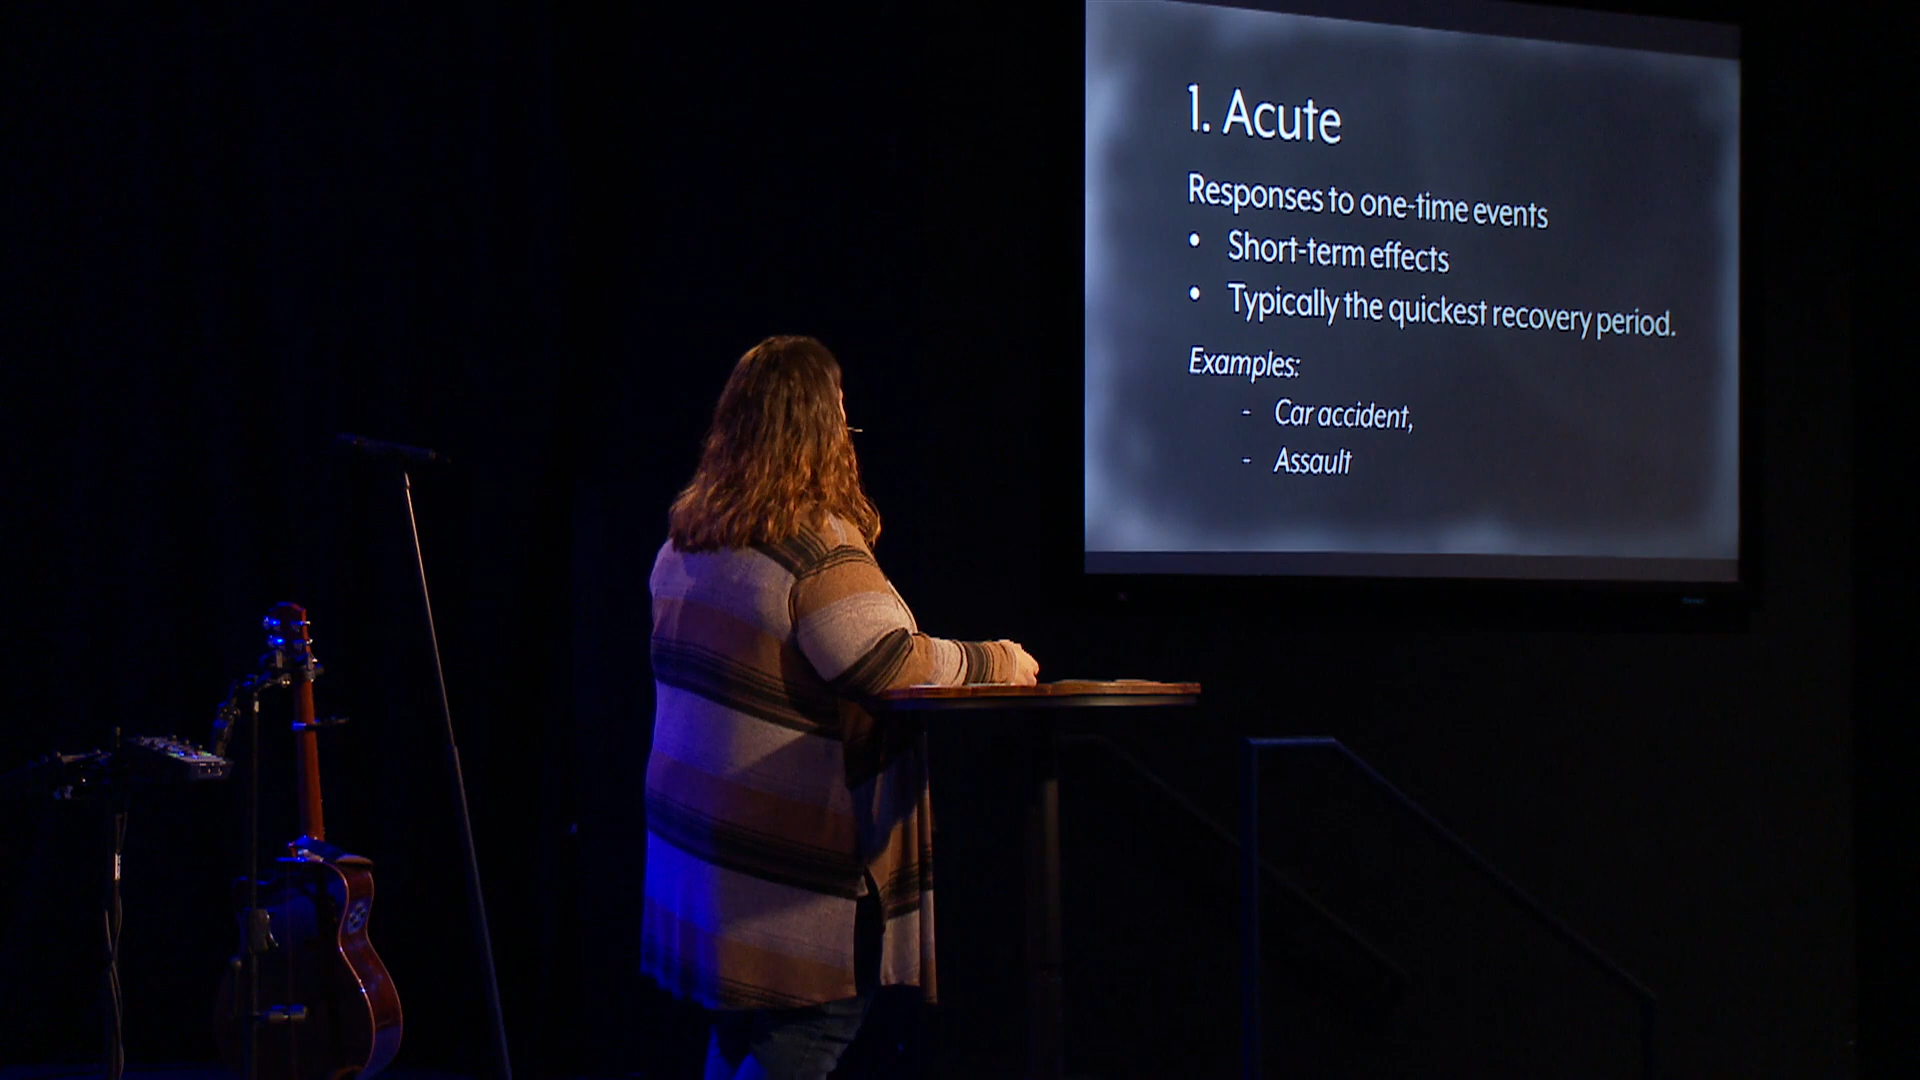 1. Acute
Responses to one-time events
• Short-term effects
• Typically the quickest recovery period.
Examples:
- Car accident,
- Assault